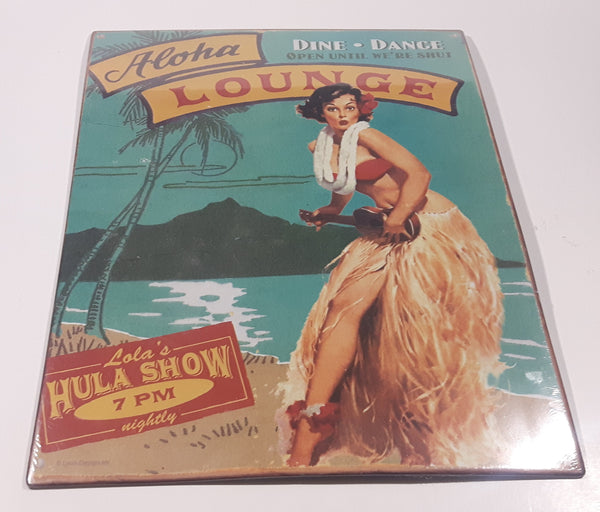 Aloha
DINE • DANCE
OPEN UNTIL WE'RE SHUT
LOUNGE
Lola's
HULA SHOW
7 PM
nightly